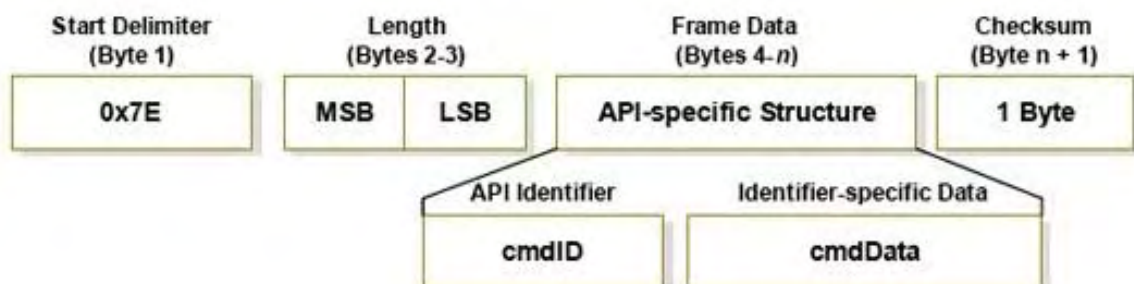 Start Delimiter
(Byte 1)
Length
(Bytes 2-3)
Frame Data
(Bytes 4-n)
Checksum
(Byte n + 1)
0x7E
MSB
LSB
API-specific Structure
1 Byte
API Identifier
Identifier-specific Data
cmdID
cmdData